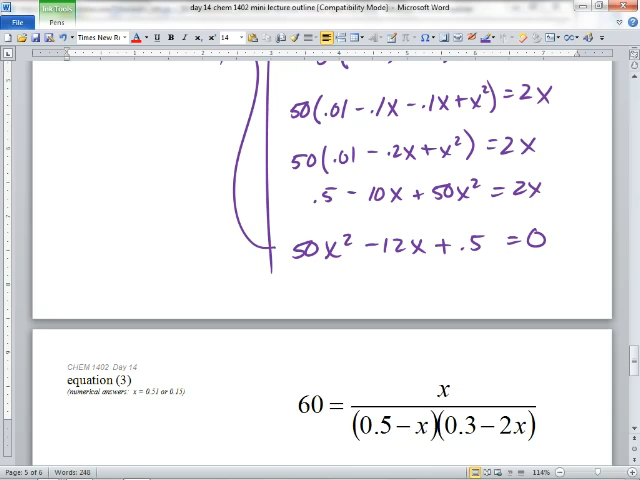 day 14 chem 1402 mini lecture outline [Compatibility Mode] - Microsoft Word
Ink Tools
File
Pens
Times New Ro
14
50(.01 - .1x - .1x + x²) = 2x
50(.01 - .2x + x²) = 2x
.5 - 10x + 50x² = 2x
50x² - 12x + .5 = 0
CHEM 1402 Day 14
equation (3)
(numerical answers: x = 0.51 or 0.15)
60 = x / (0.5 − x)(0.3 − 2x)
Page: 5 of 6
Words: 248
114%